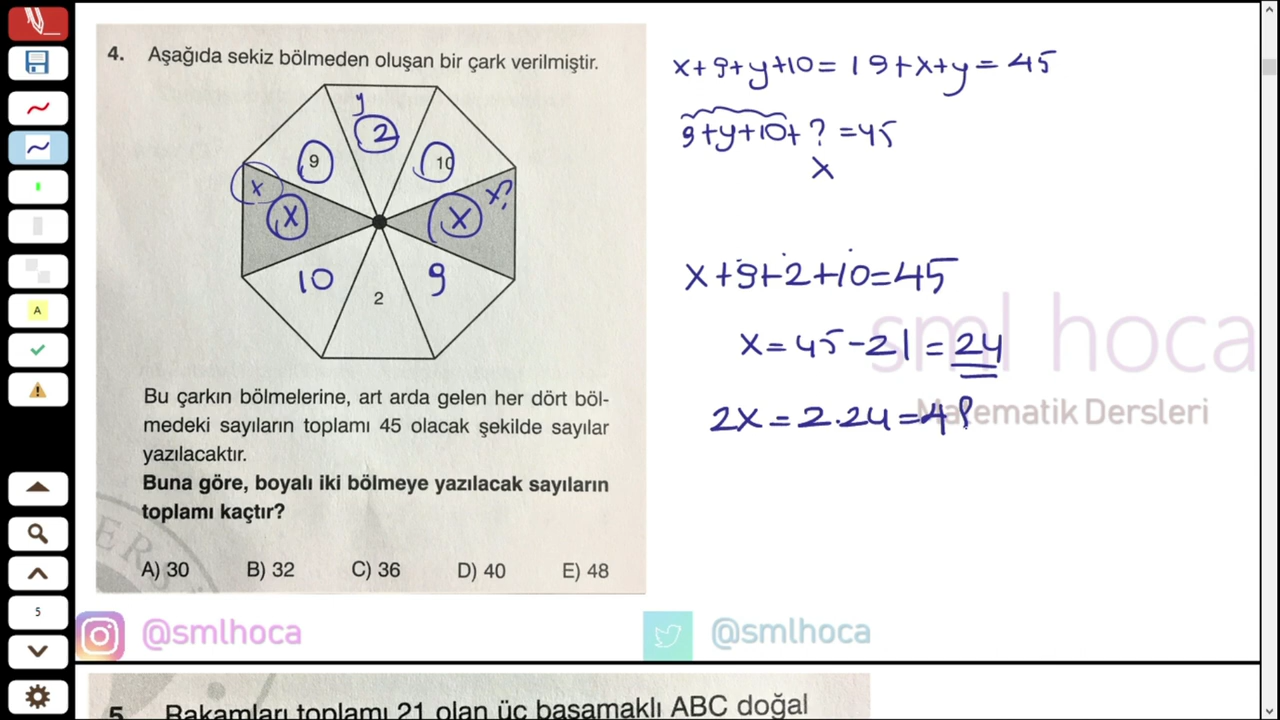 4. Aşağıda sekiz bölmeden oluşan bir çark verilmiştir.
y
2
9
10
x
x?
X
X
10
2
9
Bu çarkın bölmelerine, art arda gelen her dört böl-
medeki sayıların toplamı 45 olacak şekilde sayılar
yazılacaktır.
Buna göre, boyalı iki bölmeye yazılacak sayıların
toplamı kaçtır?
A) 30 B) 32 C) 36 D) 40 E) 48
x+9+y+10= 19+x+y= 45
9+y+10+ ? =45
x
x+9+2+10=45
x=45-21=24
2x=2.24=48
sml hoca
Matematik Dersleri
@smlhoca
@smlhoca
5 Rakamları toplamı 21 olan üç basamaklı ABC doğal
A
5